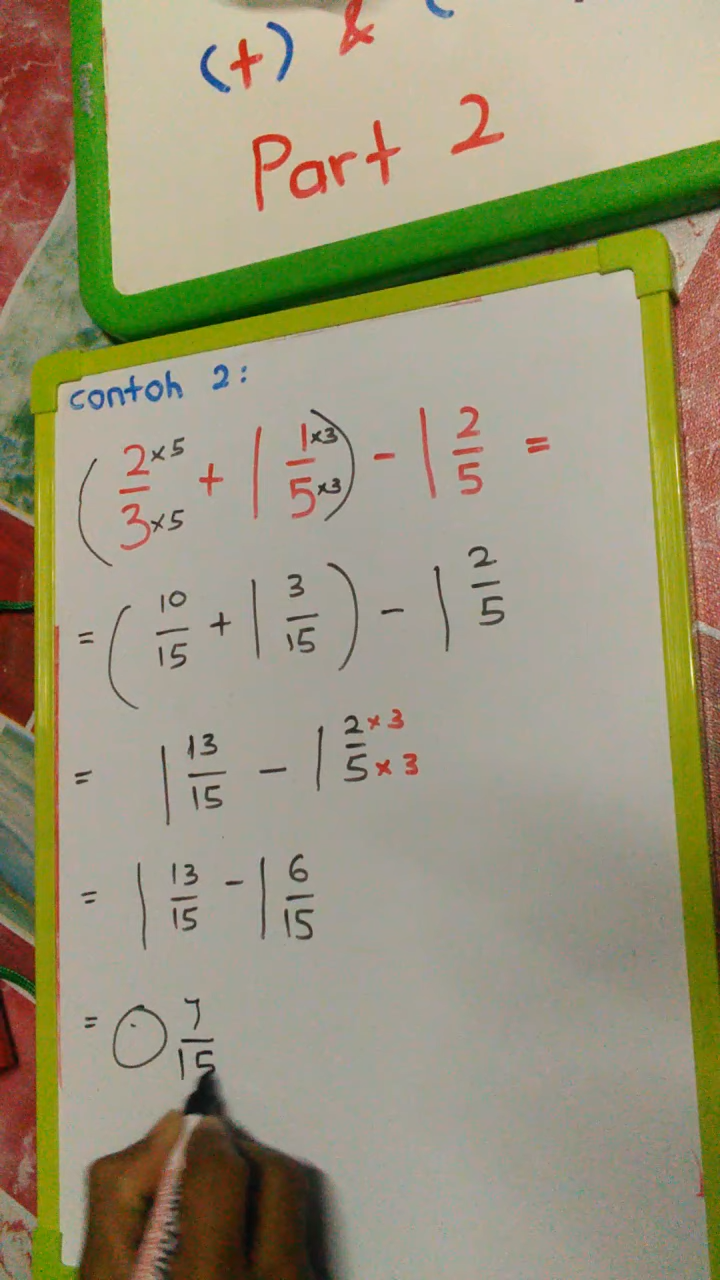 (+) & (
Part 2
contoh 2:
(2/3 ×5 ×5 + 1 1/5 ×3 ×3) - 1 2/5 =
= (10/15 + 1 3/15) - 1 2/5
= 1 13/15 - 1 2/5 ×3 ×3
= 1 13/15 - 1 6/15
= 0 7/15